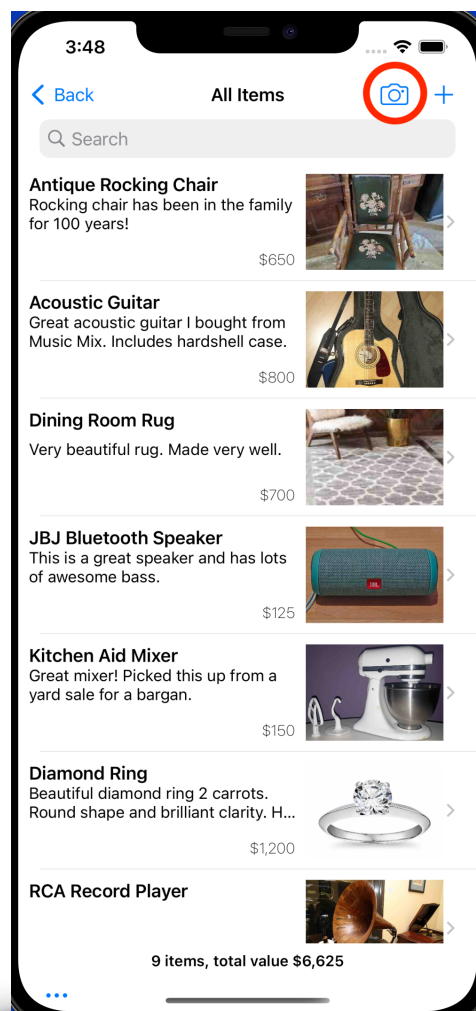 3:48
Back
All Items
Search
Antique Rocking Chair
Rocking chair has been in the family
for 100 years!
$650
Acoustic Guitar
Great acoustic guitar I bought from
Music Mix. Includes hardshell case.
$800
Dining Room Rug
Very beautiful rug. Made very well.
$700
JBJ Bluetooth Speaker
This is a great speaker and has lots
of awesome bass.
$125
JBL
Kitchen Aid Mixer
Great mixer! Picked this up from a
yard sale for a bargan.
$150
Diamond Ring
Beautiful diamond ring 2 carrots.
Round shape and brilliant clarity. H...
$1,200
RCA Record Player
9 items, total value $6,625